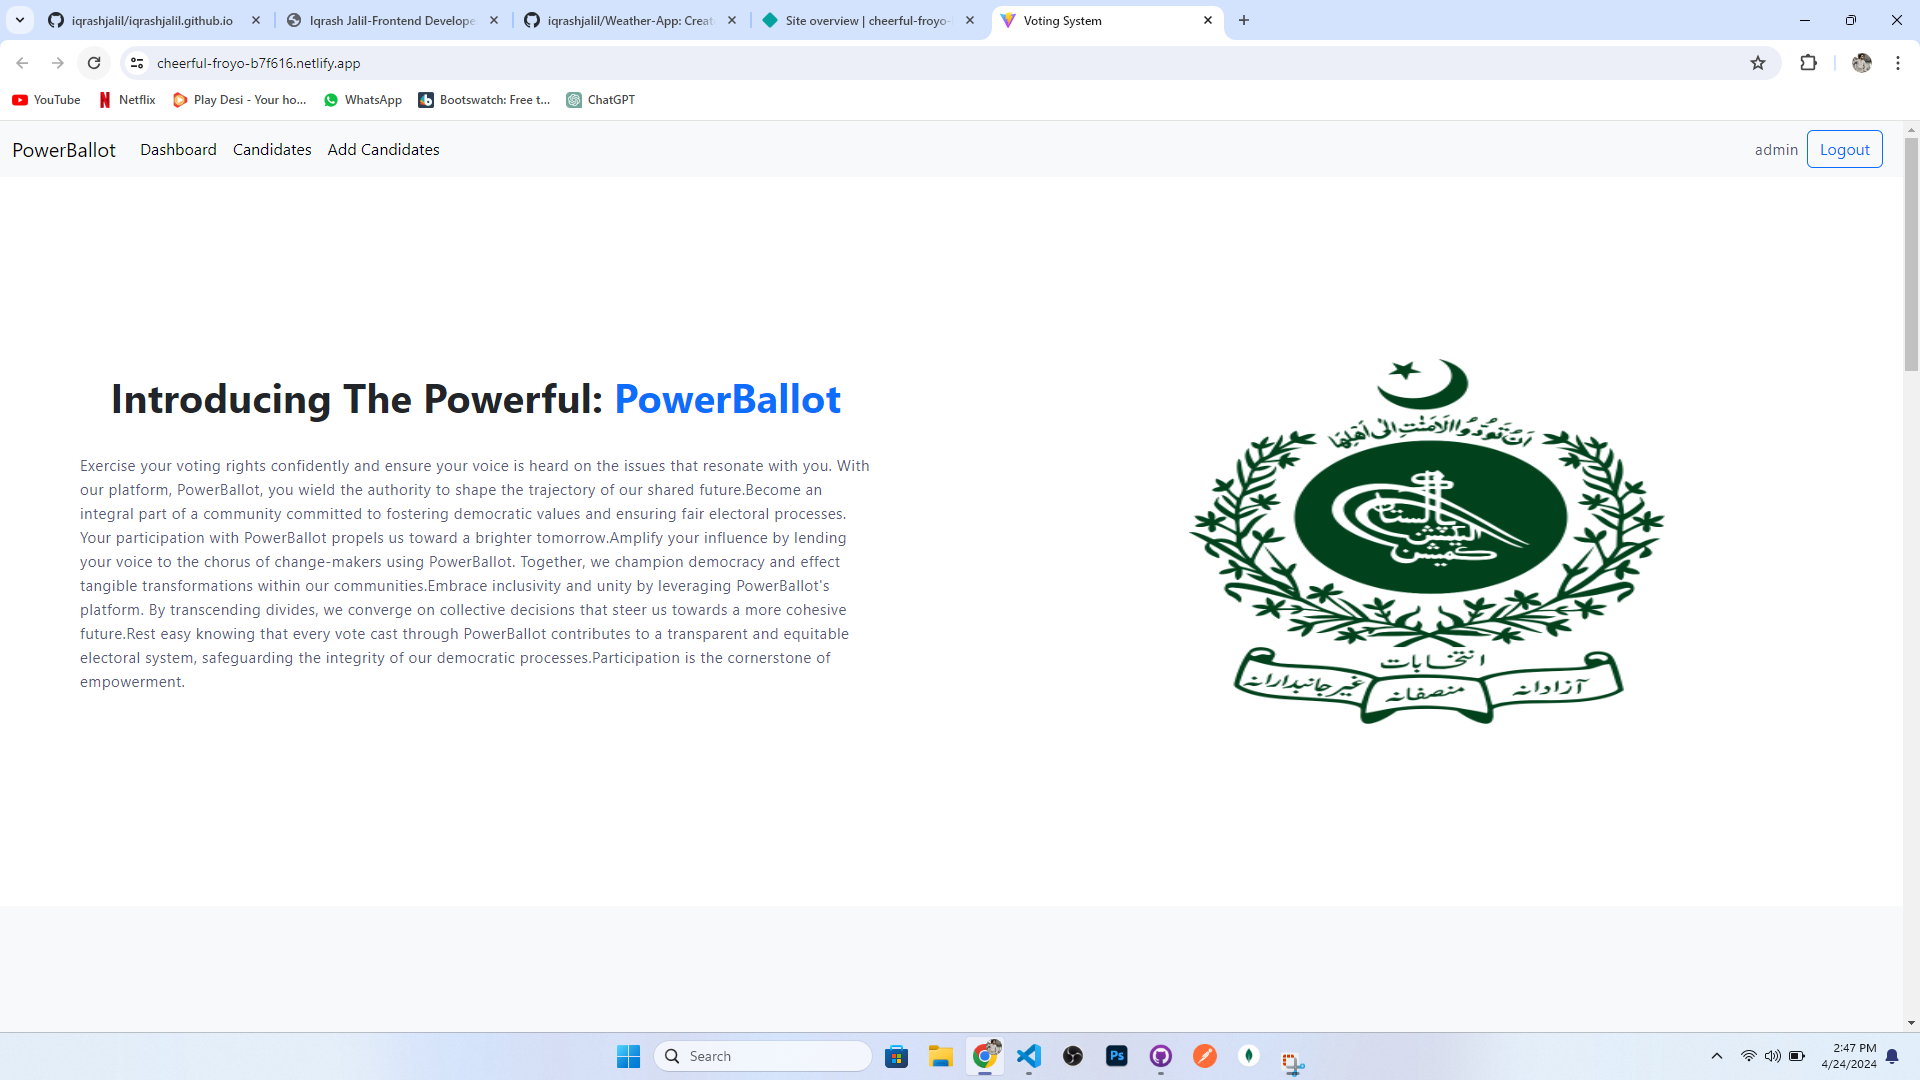 iqrashjalil/iqrashjalil.github.io
Iqrash Jalil-Frontend Develope
iqrashjalil/Weather-App: Creat
Site overview | cheerful-froyo-
Voting System
cheerful-froyo-b7f616.netlify.app
YouTube
Netflix
Play Desi - Your ho...
WhatsApp
Bootswatch: Free t...
ChatGPT
PowerBallot
Dashboard
Candidates
Add Candidates
admin
Logout
Introducing The Powerful: PowerBallot
Exercise your voting rights confidently and ensure your voice is heard on the issues that resonate with you. With
our platform, PowerBallot, you wield the authority to shape the trajectory of our shared future.Become an
integral part of a community committed to fostering democratic values and ensuring fair electoral processes.
Your participation with PowerBallot propels us toward a brighter tomorrow.Amplify your influence by lending
your voice to the chorus of change-makers using PowerBallot. Together, we champion democracy and effect
tangible transformations within our communities.Embrace inclusivity and unity by leveraging PowerBallot's
platform. By transcending divides, we converge on collective decisions that steer us towards a more cohesive
future.Rest easy knowing that every vote cast through PowerBallot contributes to a transparent and equitable
electoral system, safeguarding the integrity of our democratic processes.Participation is the cornerstone of
empowerment.
اَنْ تُؤَدُّوا الْاَمٰنٰتِ اِلٰٓى اَهْلِهَا
الیکشن کمیشن پاکستان
انتخابات
آزادانہ منصفانہ غیر جانبدارانہ
Search
Ps
2:47 PM
4/24/2024